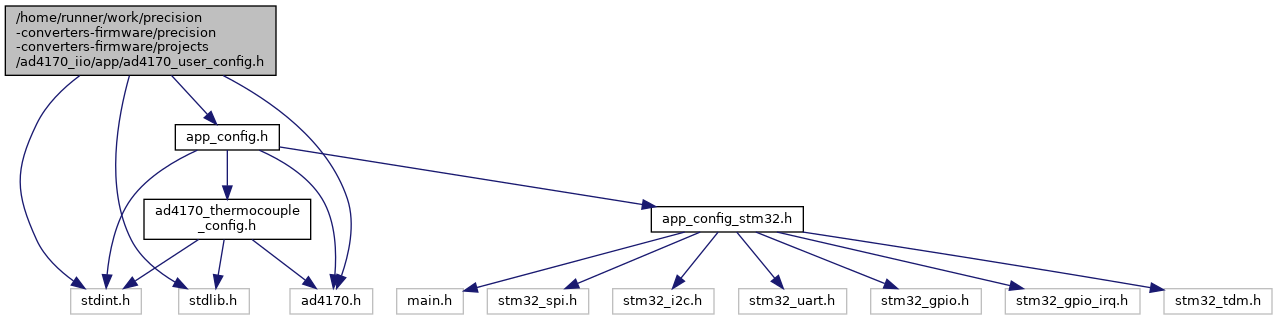 /home/runner/work/precision
-converters-firmware/precision
-converters-firmware/projects
/ad4170_iio/app/ad4170_user_config.h
app_config.h
ad4170_thermocouple
_config.h
app_config_stm32.h
stdint.h
stdlib.h
ad4170.h
main.h
stm32_spi.h
stm32_i2c.h
stm32_uart.h
stm32_gpio.h
stm32_gpio_irq.h
stm32_tdm.h